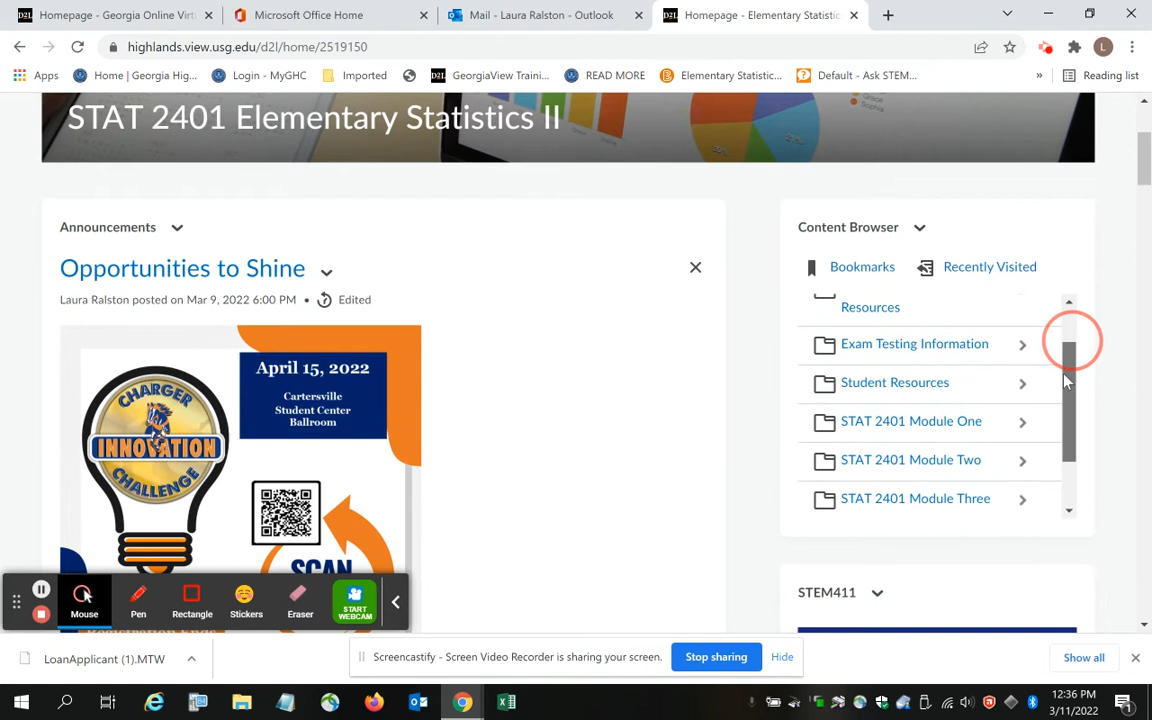 Homepage - Georgia Online Virt
Microsoft Office Home
Mail - Laura Ralston - Outlook
Homepage - Elementary Statistic
highlands.view.usg.edu/d2l/home/2519150
Apps
Home | Georgia Hig...
Login - MyGHC
Imported
GeorgiaView Traini...
READ MORE
Elementary Statistic...
Default - Ask STEM...
Reading list
STAT 2401 Elementary Statistics II
Announcements
Opportunities to Shine
Laura Ralston posted on Mar 9, 2022 6:00 PM • Edited
April 15, 2022
Cartersville
Student Center
Ballroom
CHARGER
INNOVATION
CHALLENGE
SCAN
Content Browser
Bookmarks
Recently Visited
Resources
Exam Testing Information
Student Resources
STAT 2401 Module One
STAT 2401 Module Two
STAT 2401 Module Three
STEM411
Mouse
Pen
Rectangle
Stickers
Eraser
START
WEBCAM
LoanApplicant (1).MTW
Screencastify - Screen Video Recorder is sharing your screen.
Stop sharing
Hide
Show all
12:36 PM
3/11/2022